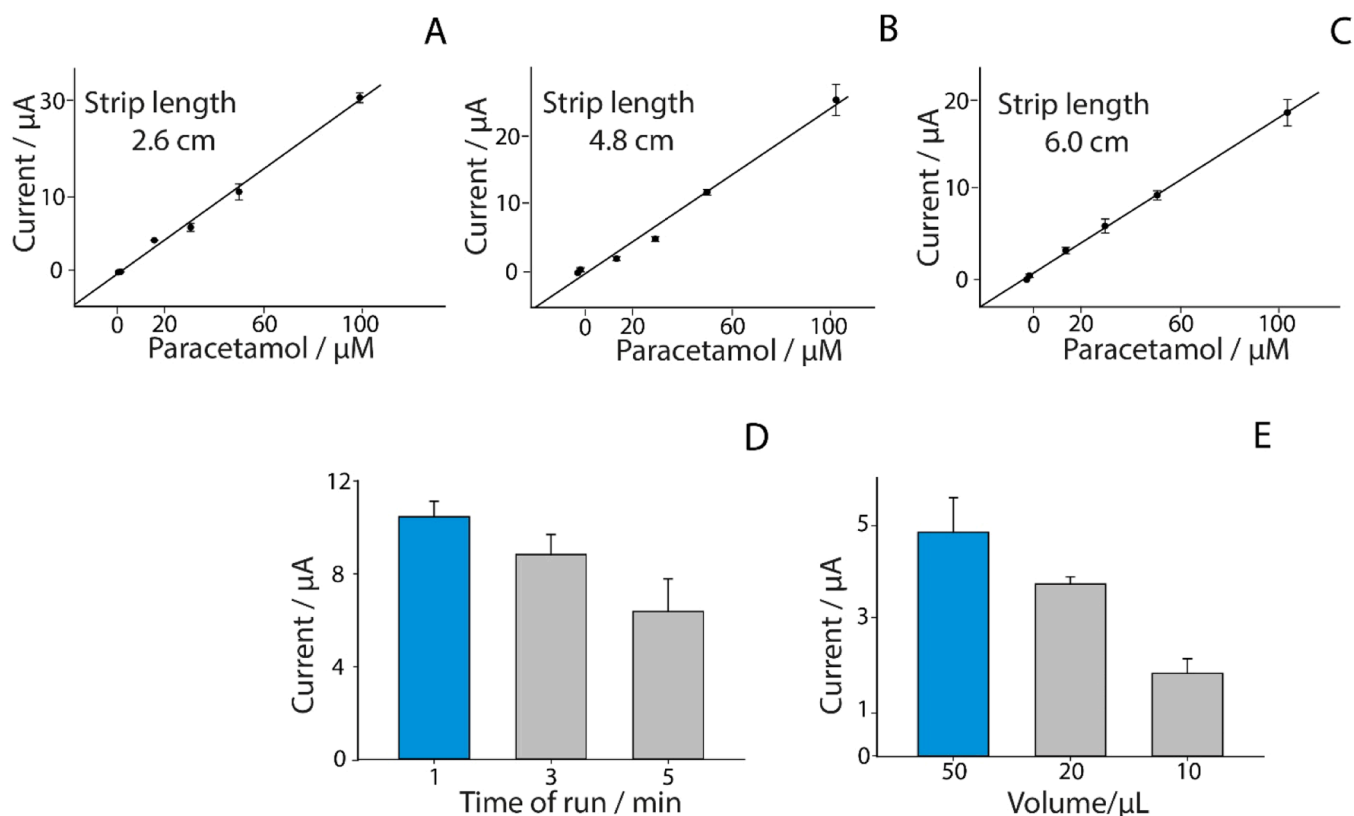 A
Strip length
2.6 cm
Current / µA
30
10
0
0 20 60 100
Paracetamol / µM
B
Strip length
4.8 cm
Current / µA
20
10
0
0 20 60 100
Paracetamol / µM
C
Strip length
6.0 cm
Current / µA
20
10
0
0 20 60 100
Paracetamol / µM
D
Current / µA
12
8
4
0
1 3 5
Time of run / min
E
Current / µA
5
3
1
0
50 20 10
Volume/µL